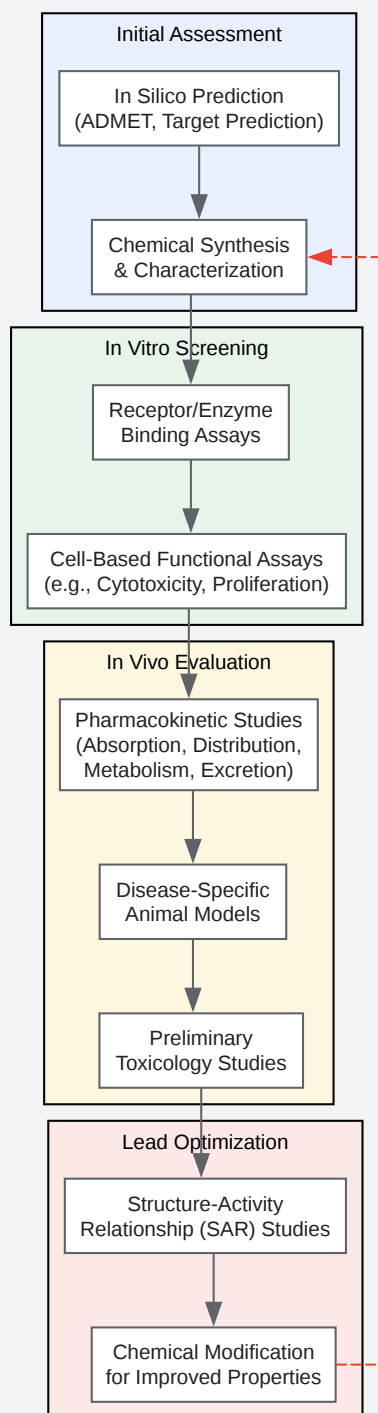 Initial Assessment
In Silico Prediction
(ADMET, Target Prediction)
Chemical Synthesis
& Characterization
In Vitro Screening
Receptor/Enzyme
Binding Assays
Cell-Based Functional Assays
(e.g., Cytotoxicity, Proliferation)
In Vivo Evaluation
Pharmacokinetic Studies
(Absorption, Distribution,
Metabolism, Excretion)
Disease-Specific
Animal Models
Preliminary
Toxicology Studies
Lead Optimization
Structure-Activity
Relationship (SAR) Studies
Chemical Modification
for Improved Properties